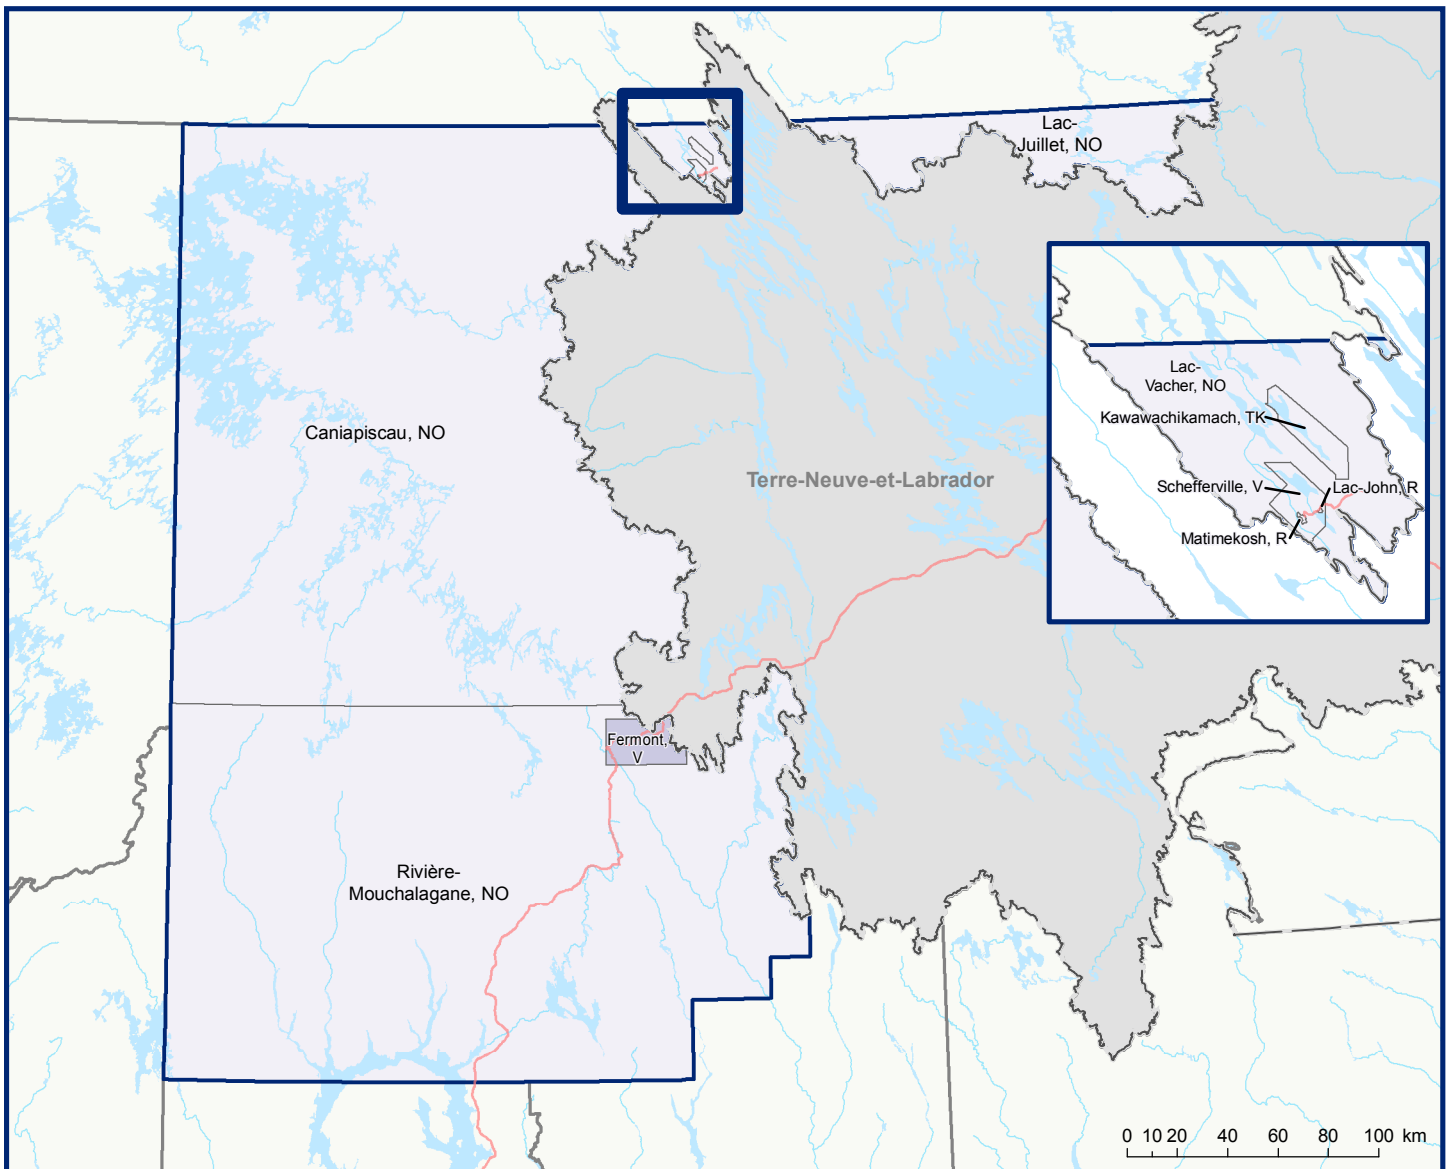 Lac-
Juillet, NO
Lac-
Vacher, NO
Kawawachikamach, TK
Caniapiscau, NO
Terre-Neuve-et-Labrador
Schefferville, V
Lac-John, R
Matimekosh, R
Fermont,
V
Rivière-
Mouchalagane, NO
0 10 20 40 60 80 100 km